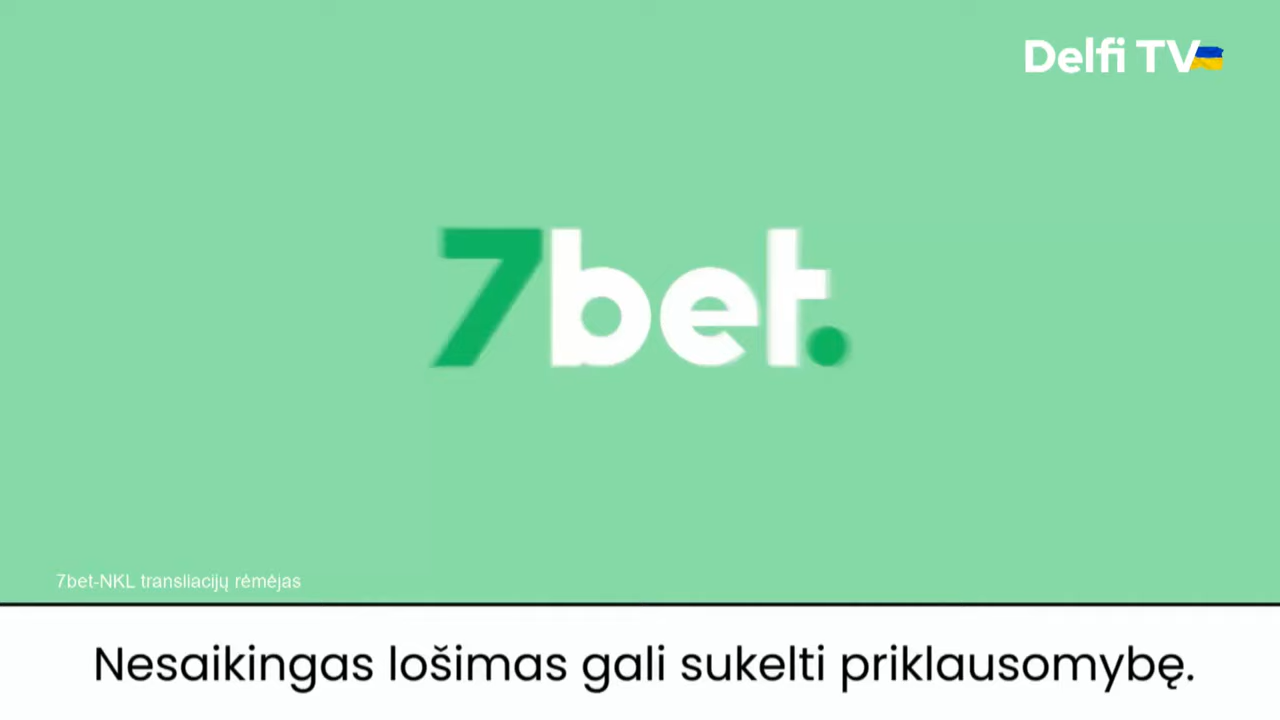 Delfi TV
7bet.
7bet-NKL transliacijų rėmėjas
Nesaikingas lošimas gali sukelti priklausomybę.